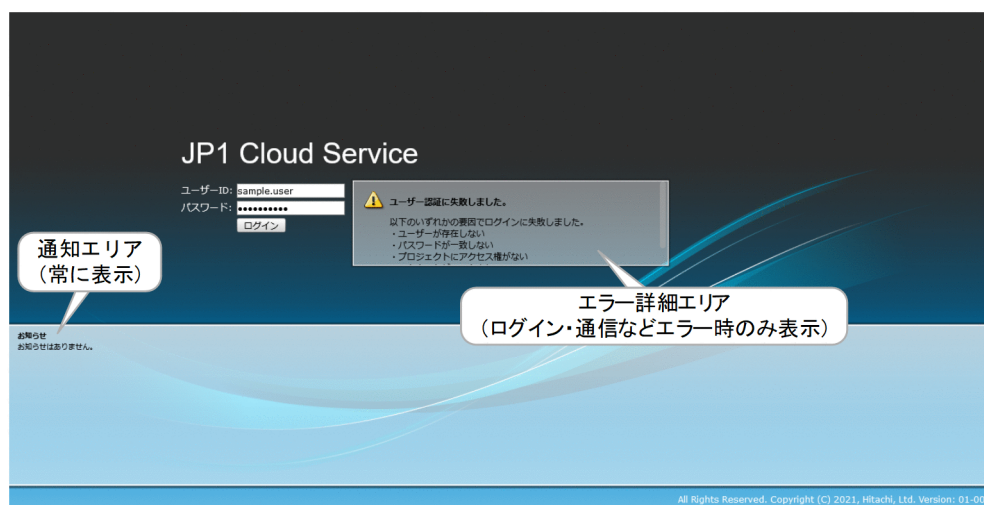 JP1 Cloud Service
ユーザーID: sample.user
パスワード: ••••••••••
ログイン
ユーザー認証に失敗しました。
以下のいずれかの要因でログインに失敗しました。
・ユーザーが存在しない
・パスワードが一致しない
・プロジェクトにアクセス権がない
通知エリア
（常に表示）
エラー詳細エリア
（ログイン・通信などエラー時のみ表示）
お知らせ
お知らせはありません。
All Rights Reserved. Copyright (C) 2021, Hitachi, Ltd. Version: 01-00